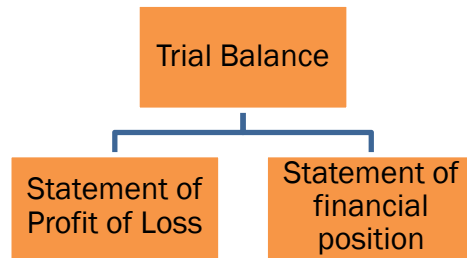 Trial Balance
Statement of
Profit of Loss
Statement of
financial
position